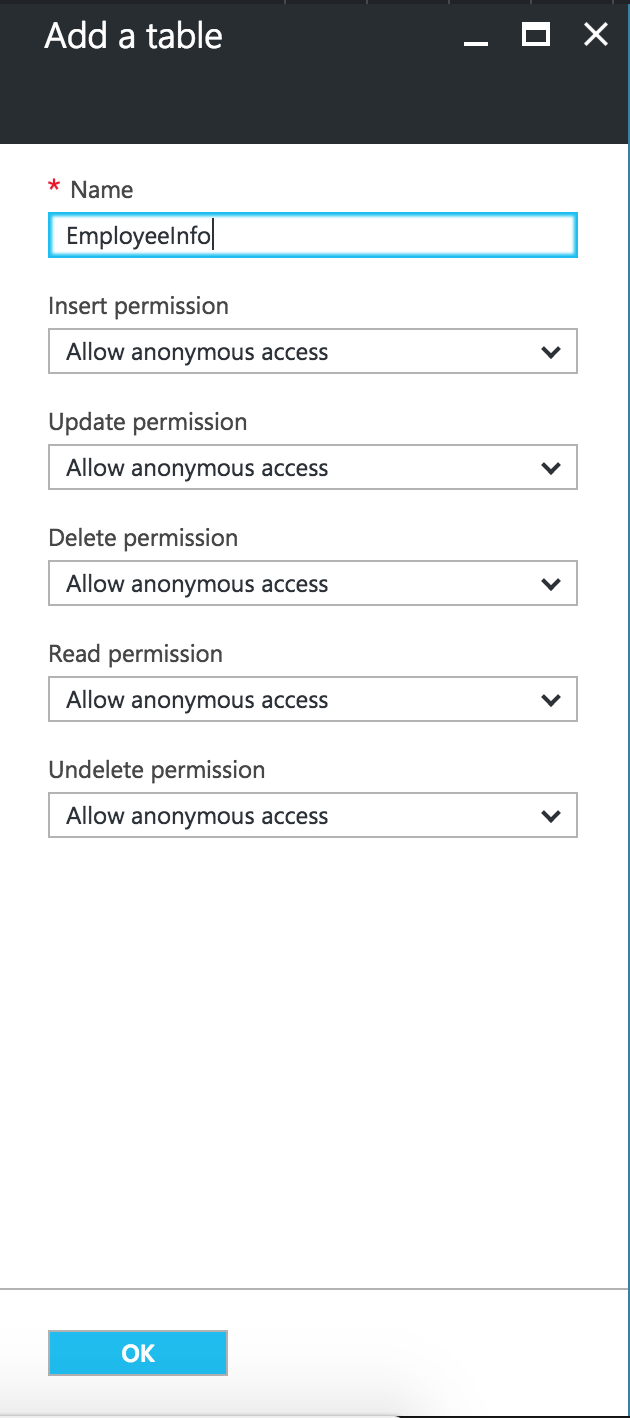 Add a table
* Name
EmployeeInfo
Insert permission
Allow anonymous access
Update permission
Allow anonymous access
Delete permission
Allow anonymous access
Read permission
Allow anonymous access
Undelete permission
Allow anonymous access
OK